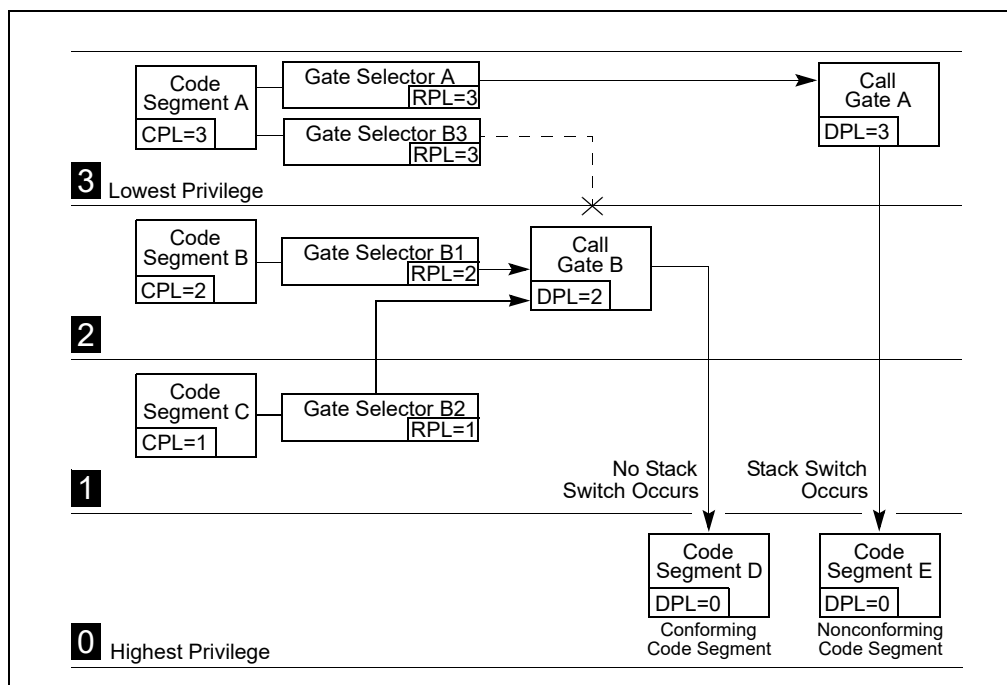 Code
Segment A
CPL=3
Gate Selector A
RPL=3
Gate Selector B3
RPL=3
Call
Gate A
DPL=3
3 Lowest Privilege
Code
Segment B
CPL=2
Gate Selector B1
RPL=2
Call
Gate B
DPL=2
2
Code
Segment C
CPL=1
Gate Selector B2
RPL=1
No Stack
Switch Occurs
Stack Switch
Occurs
1
Code
Segment D
DPL=0
Conforming
Code Segment
Code
Segment E
DPL=0
Nonconforming
Code Segment
0 Highest Privilege